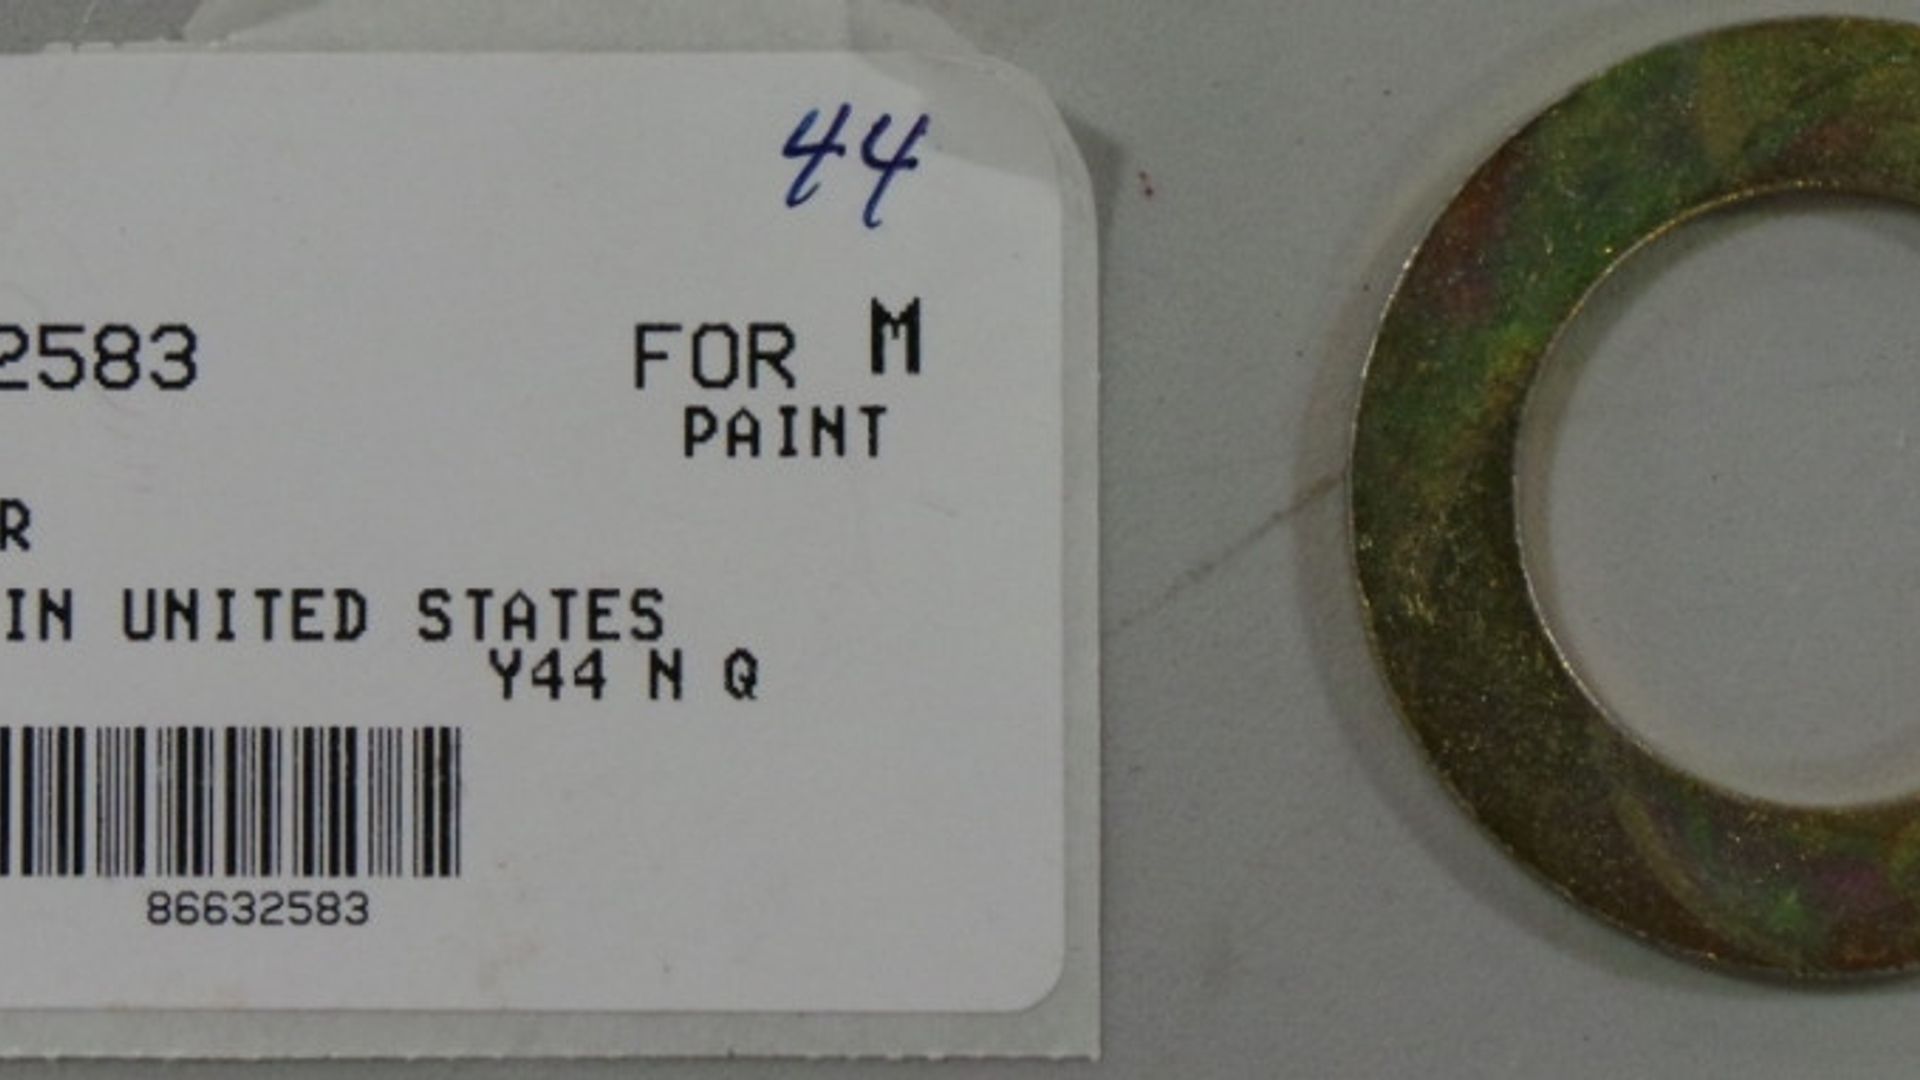 44
2583 FOR M
PAINT
R
IN UNITED STATES
Y44 N Q
86632583